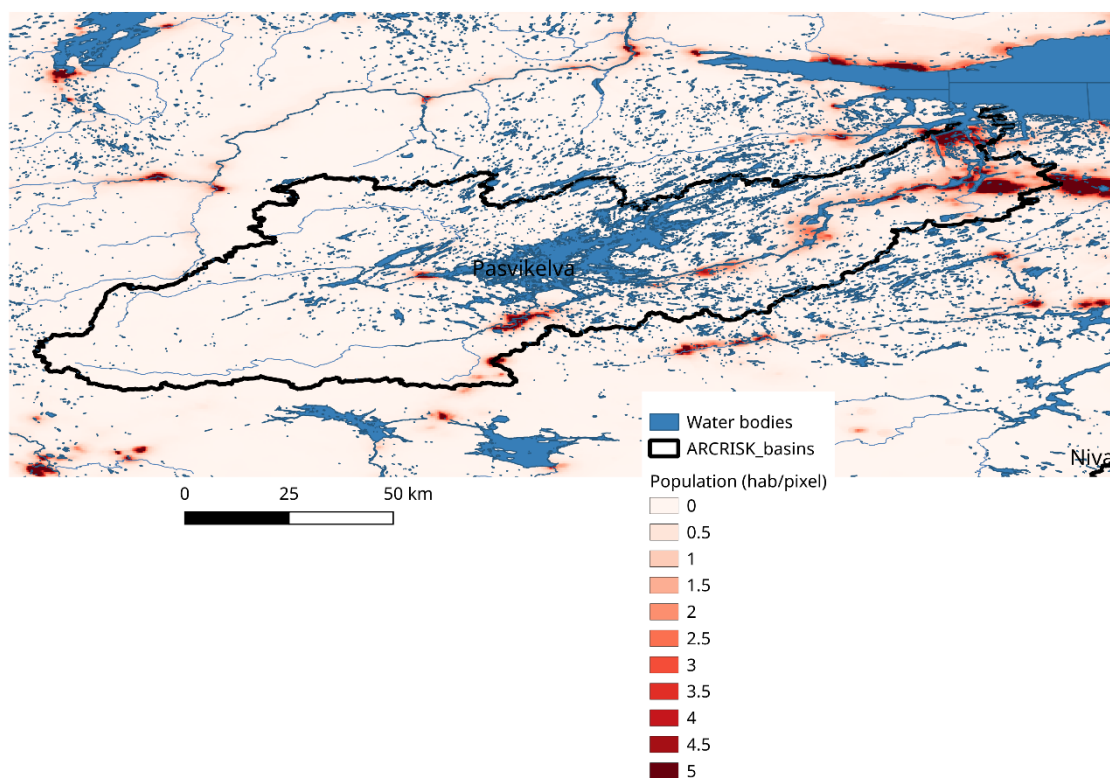 Pasvikelva
Water bodies
ARCRISK_basins
Niva
Population (hab/pixel)
0
0.5
1
1.5
2
2.5
3
3.5
4
4.5
5
0 25 50 km